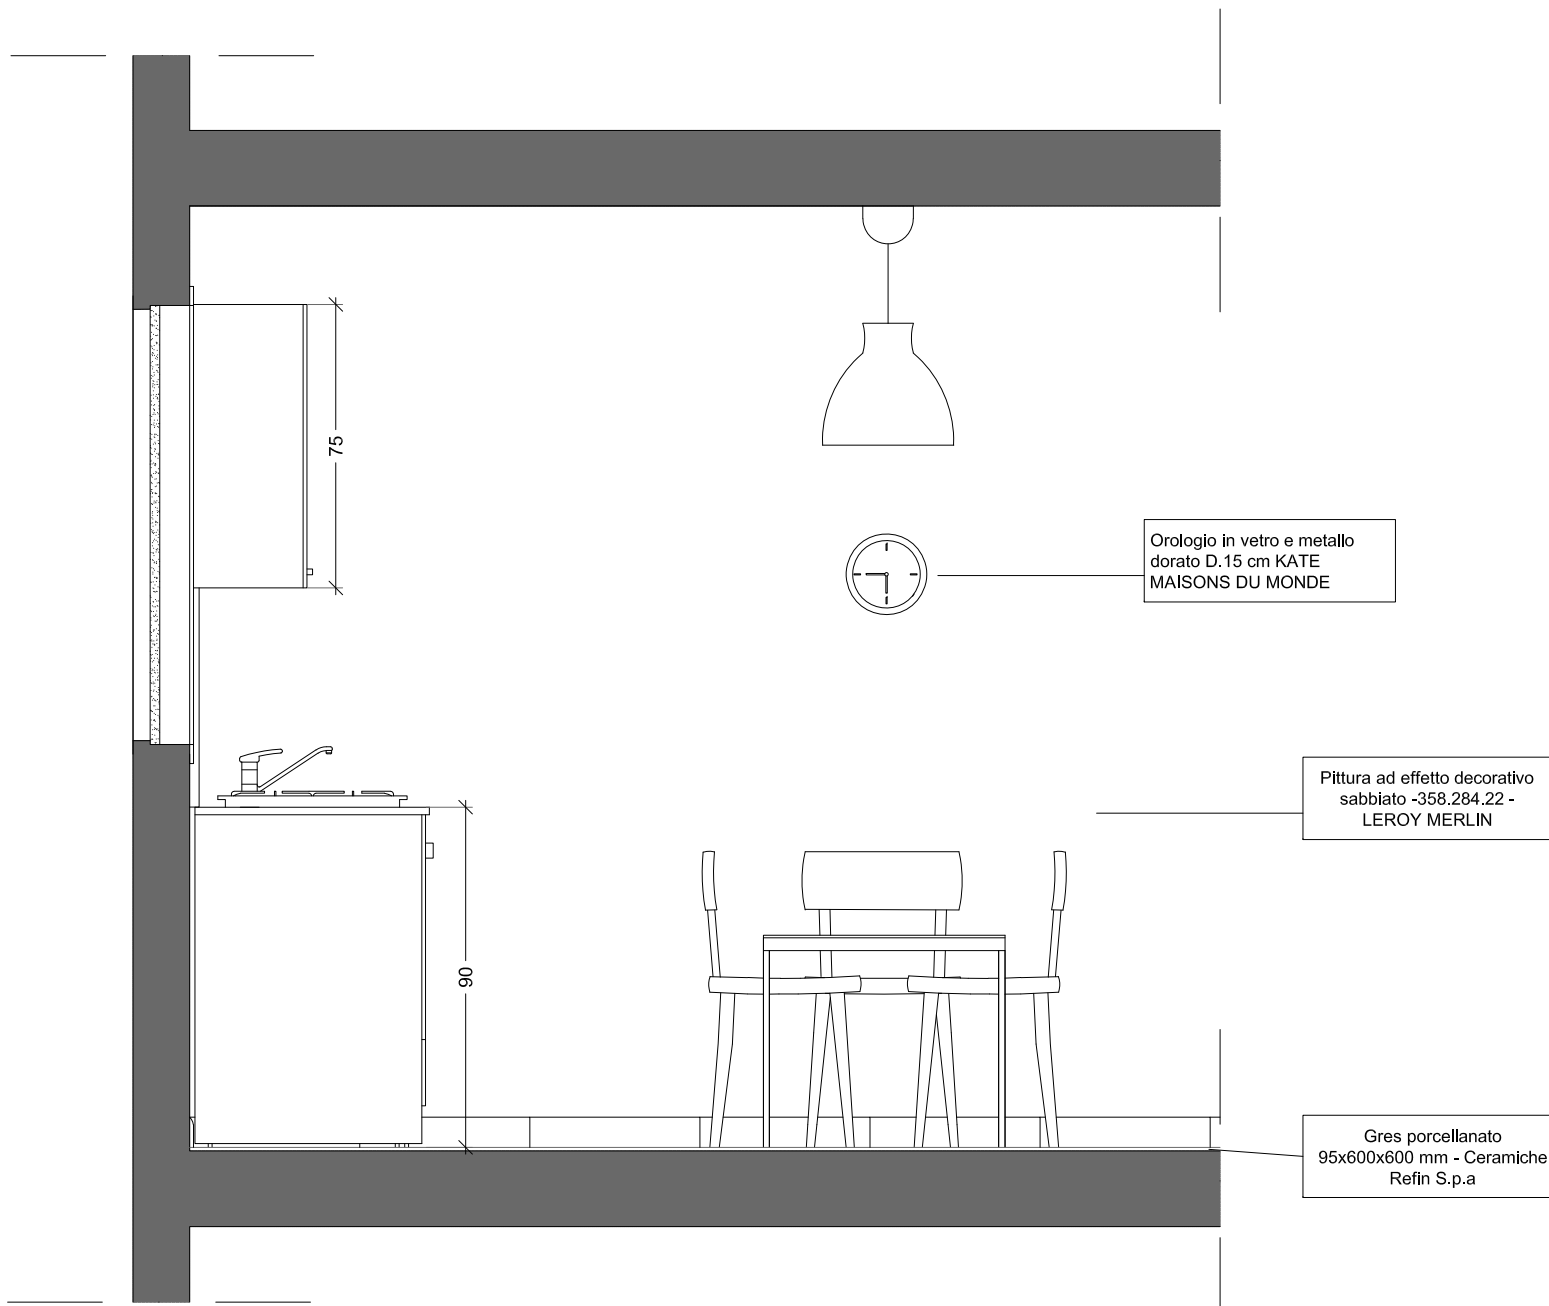 75
Orologio in vetro e metallo
dorato D.15 cm KATE
MAISONS DU MONDE
Pittura ad effetto decorativo
sabbiato -358.284.22 -
LEROY MERLIN
90
Gres porcellanato
95x600x600 mm - Ceramiche
Refin S.p.a